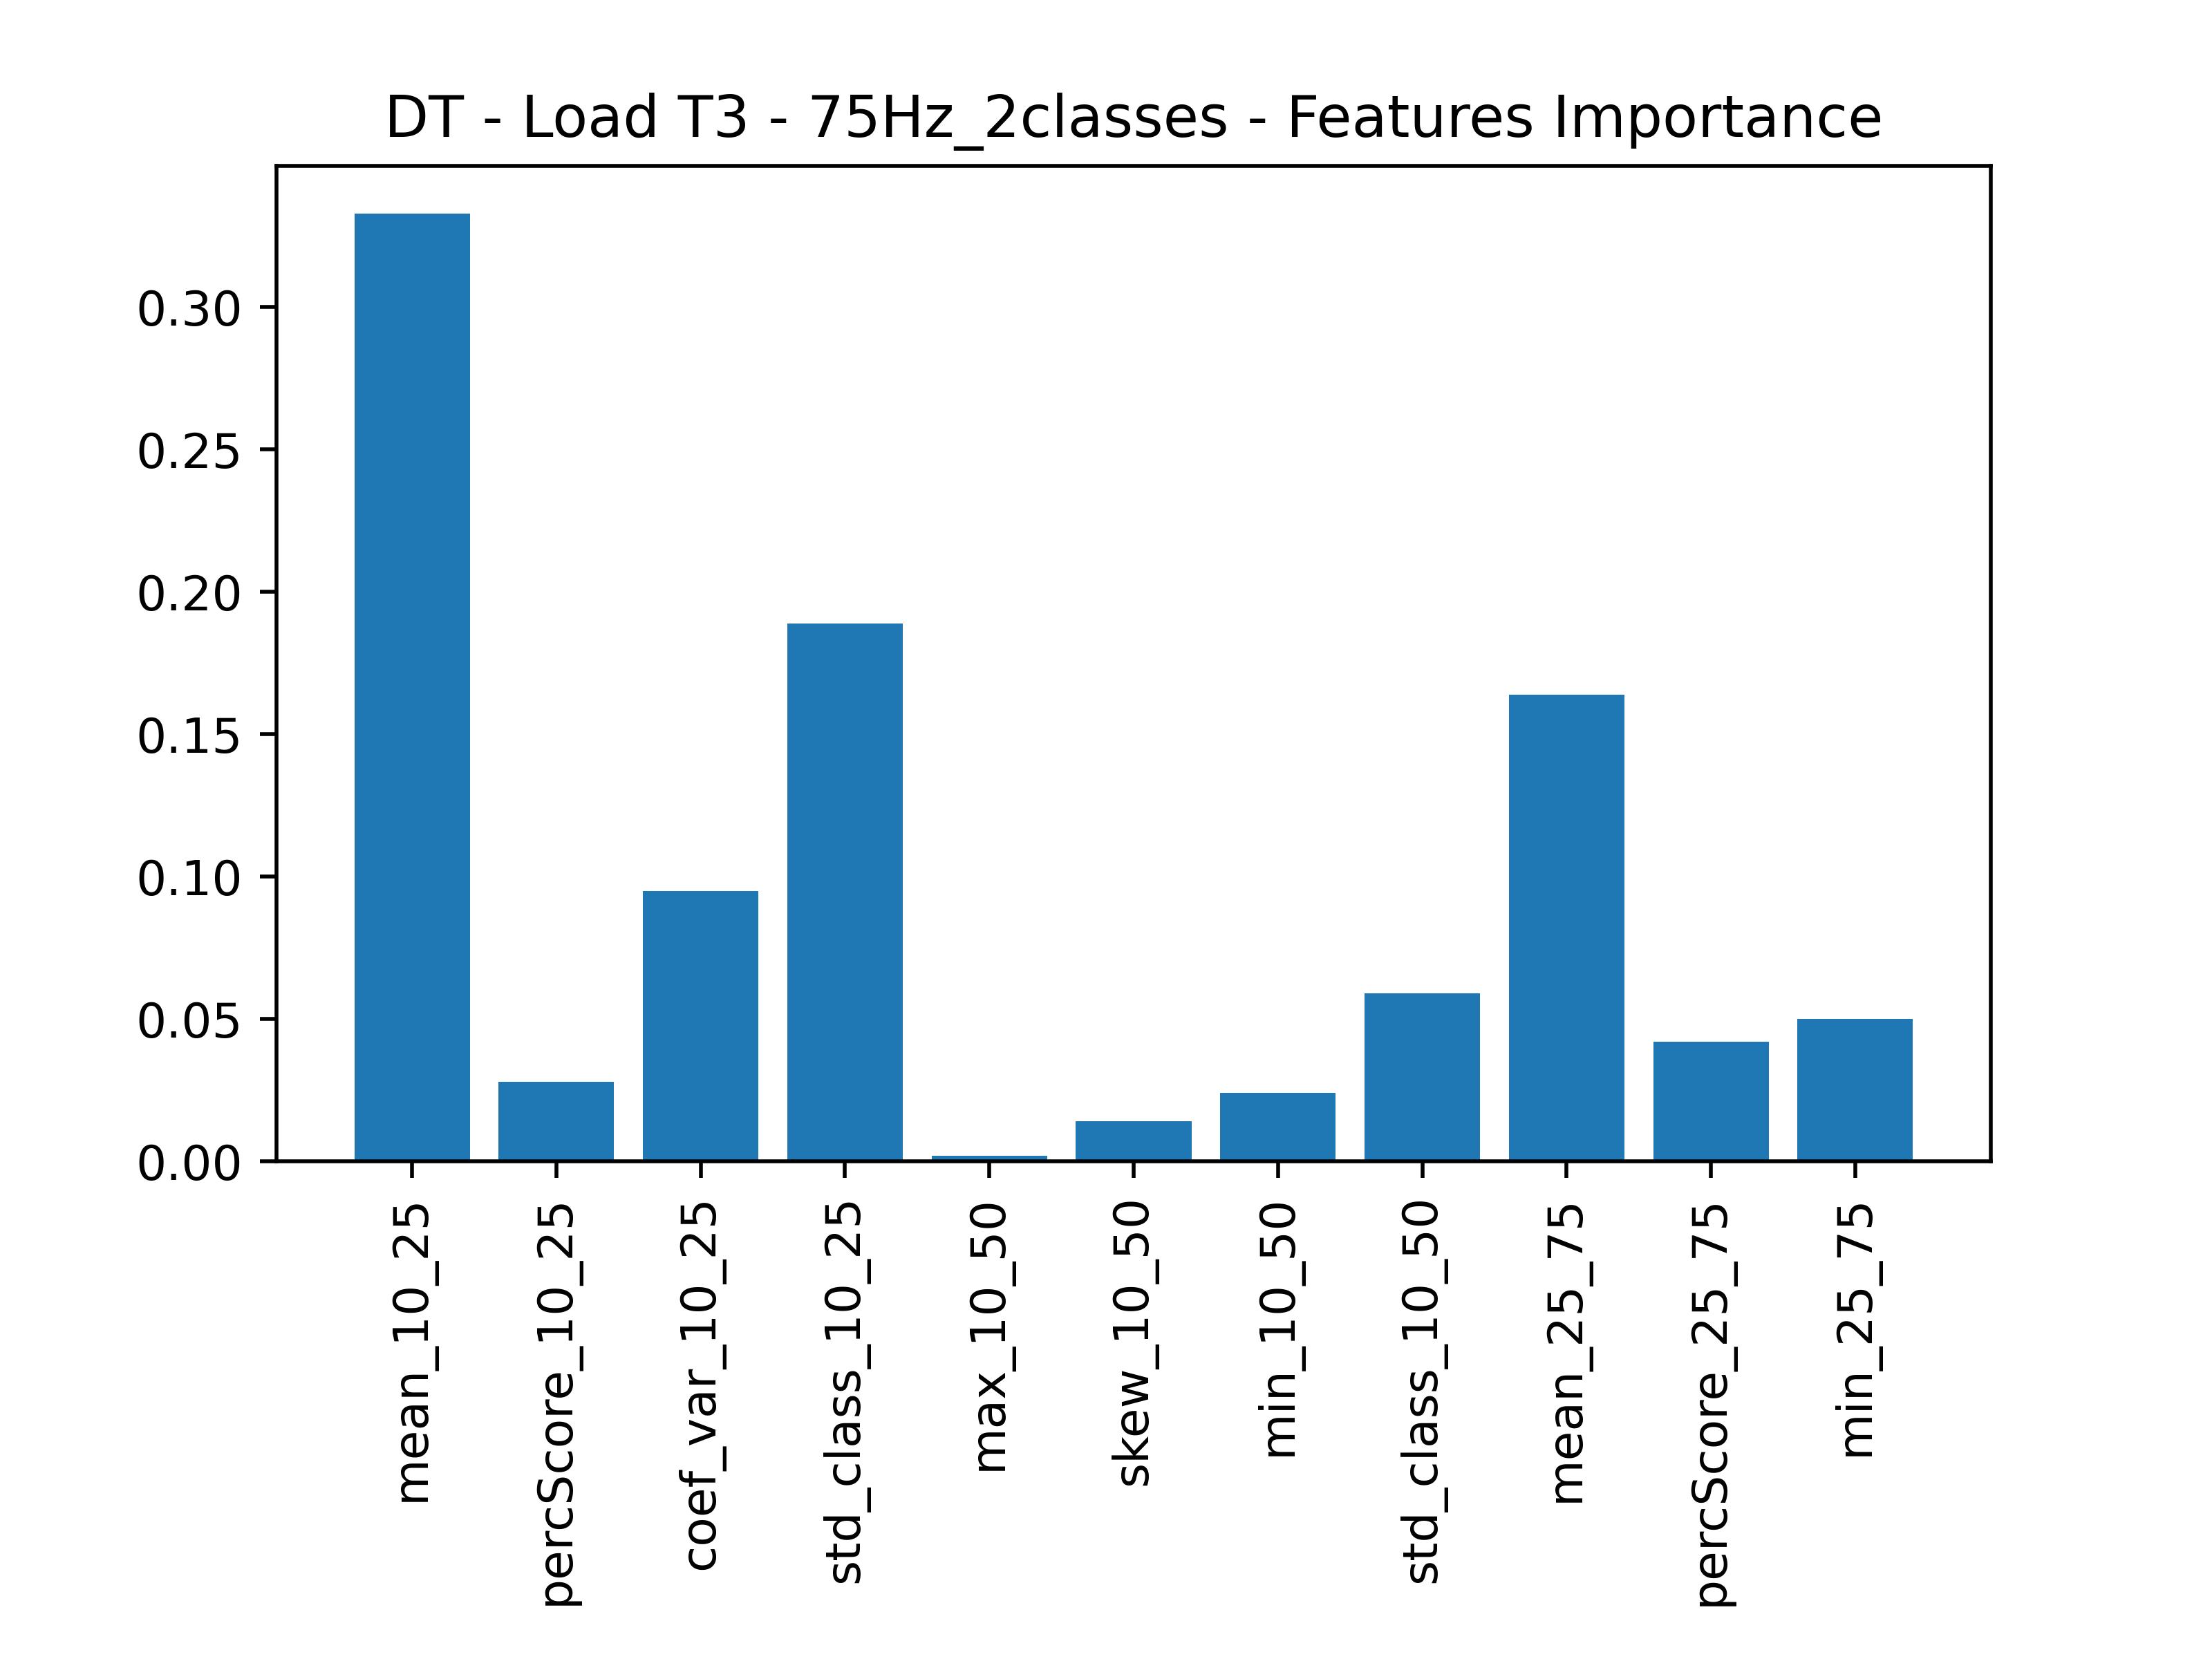 DT - Load T3 - 75Hz_2classes - Features Importance
0.30
0.25
0.20
0.15
0.10
0.05
0.00
mean_10_25
percScore_10_25
coef_var_10_25
std_class_10_25
max_10_50
skew_10_50
min_10_50
std_class_10_50
mean_25_75
percScore_25_75
min_25_75